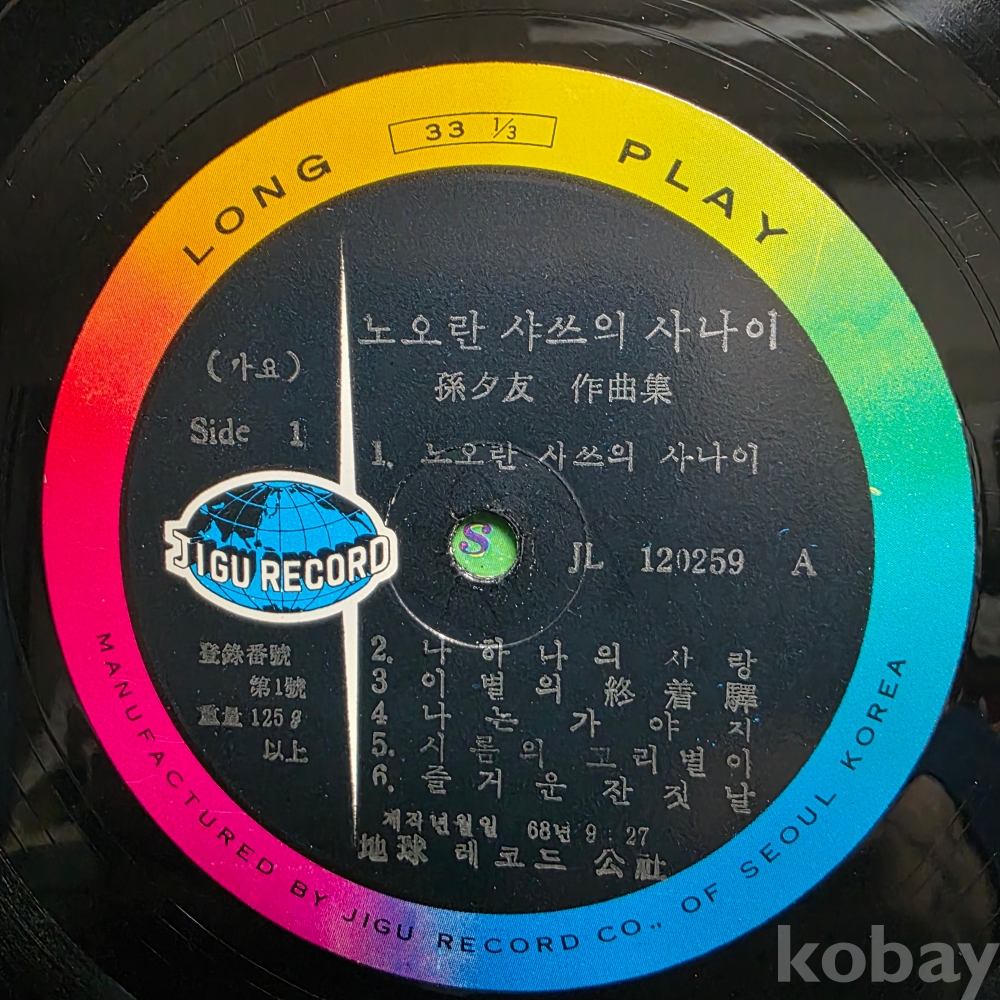 LONG 33 1/3 PLAY
노오란 샤쓰의 사나이
(가요)
孫夕友 作曲集
Side 1
1. 노오란 샤쓰의 사나이
JIGU RECORD
S
JL 120259 A
登錄番號
第1號
重量 125g
以上
2. 나 하나의 사랑
3 이별의 終着驛
4 나는 가야지
5. 시름의 꼬리별이
6. 즐거운 잔칫날
제작년월일 68년 9 : 27
地球 레코드 公社
MANUFACTURED BY JIGU RECORD CO., OF SEOUL KOREA
kobay